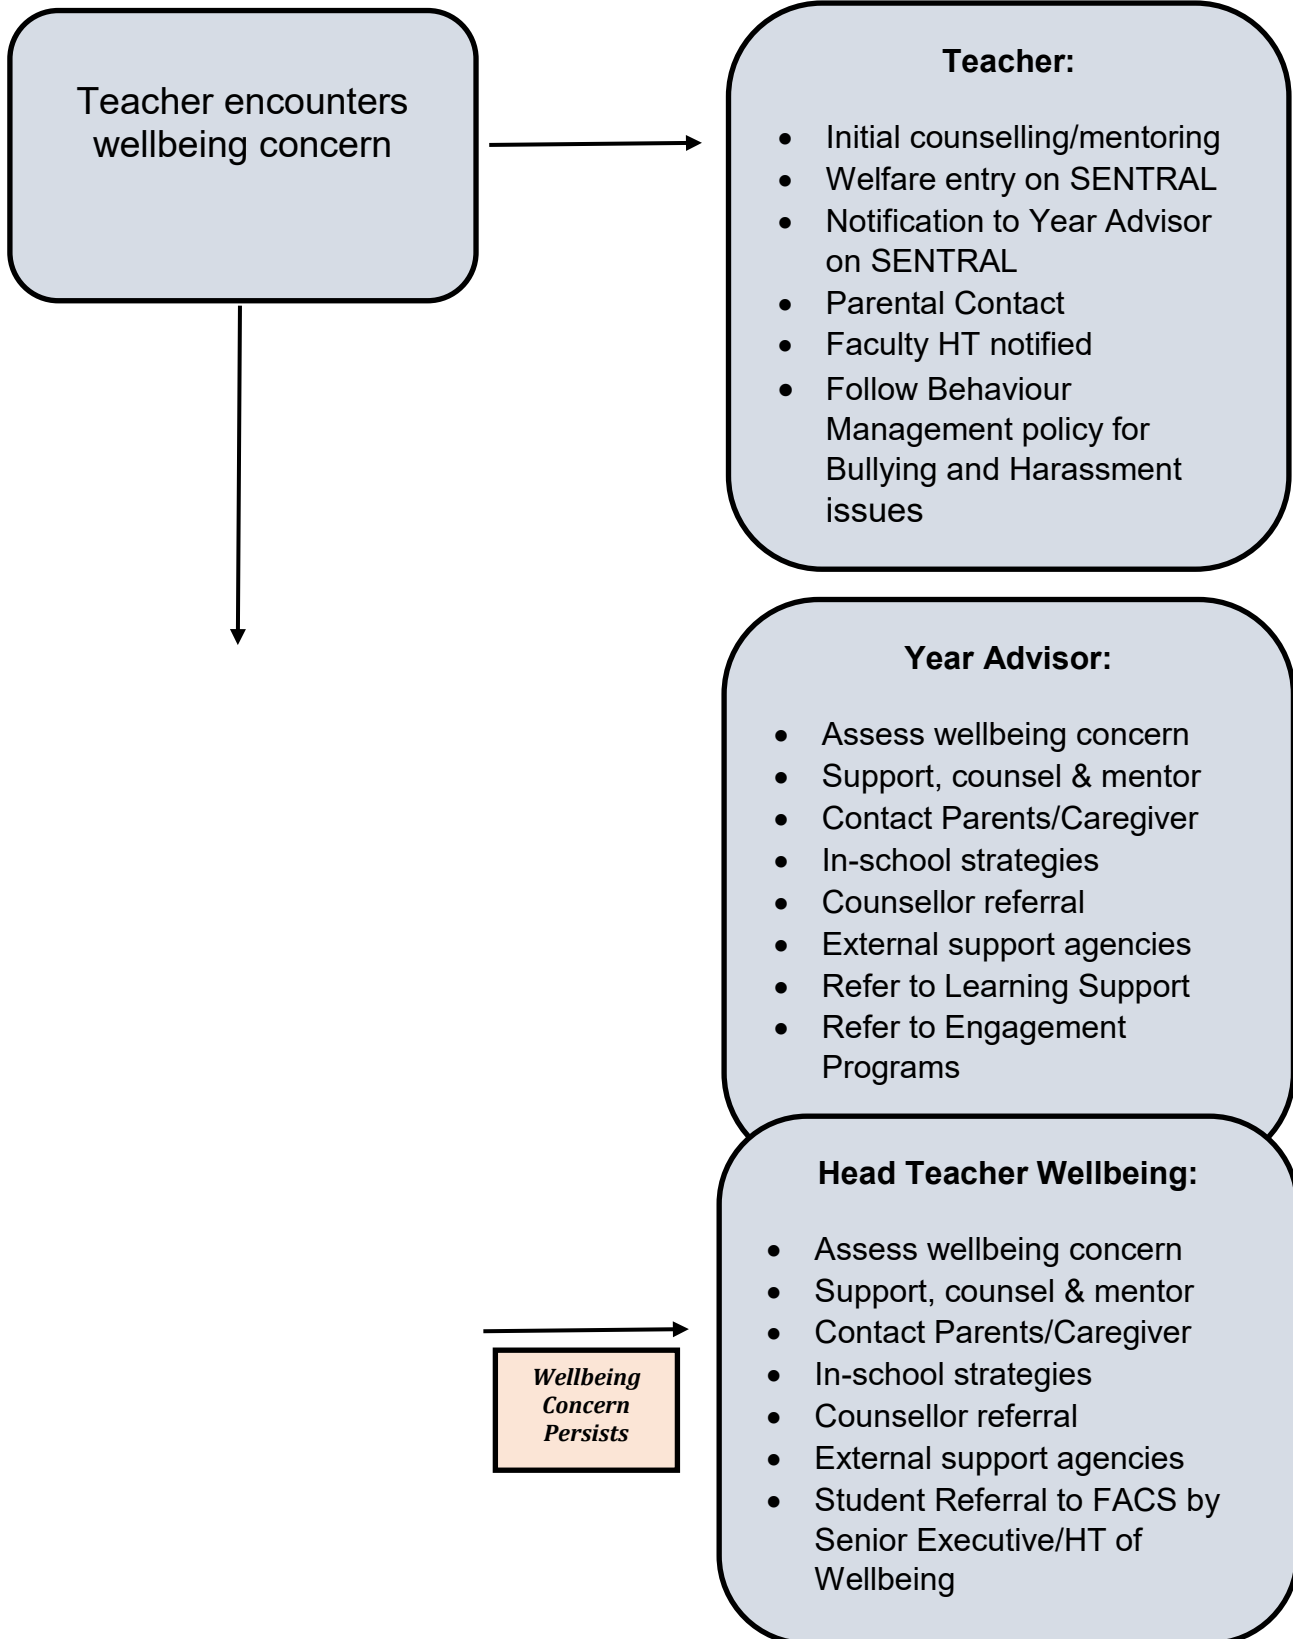 Teacher encounters
wellbeing concern
Teacher:
• Initial counselling/mentoring
• Welfare entry on SENTRAL
• Notification to Year Advisor
on SENTRAL
• Parental Contact
• Faculty HT notified
• Follow Behaviour
Management policy for
Bullying and Harassment
issues
Year Advisor:
• Assess wellbeing concern
• Support, counsel & mentor
• Contact Parents/Caregiver
• In-school strategies
• Counsellor referral
• External support agencies
• Refer to Learning Support
• Refer to Engagement
Programs
Wellbeing
Concern
Persists
Head Teacher Wellbeing:
• Assess wellbeing concern
• Support, counsel & mentor
• Contact Parents/Caregiver
• In-school strategies
• Counsellor referral
• External support agencies
• Student Referral to FACS by
Senior Executive/HT of
Wellbeing